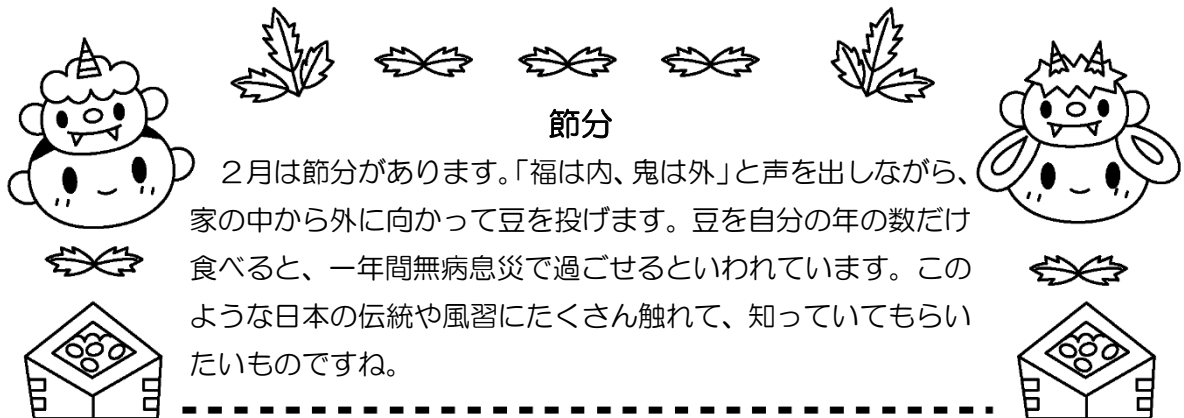 節分
２月は節分があります。「福は内、鬼は外」と声を出しながら、
家の中から外に向かって豆を投げます。豆を自分の年の数だけ
食べると、一年間無病息災で過ごせるといわれています。この
ような日本の伝統や風習にたくさん触れて、知っていてもらい
たいものですね。